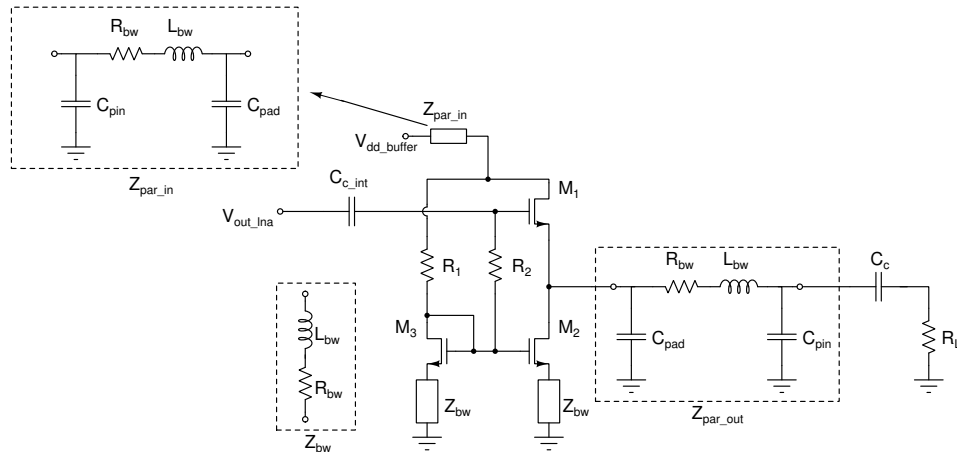 R_bw L_bw
C_pin C_pad
Z_par_in
Z_par_in
V_dd_buffer
C_c_int
M_1
V_out_lna
R_1 R_2
R_bw L_bw
C_c
M_3 M_2
C_pad C_pin
R_L
L_bw
R_bw
Z_bw Z_bw
Z_par_out
Z_bw